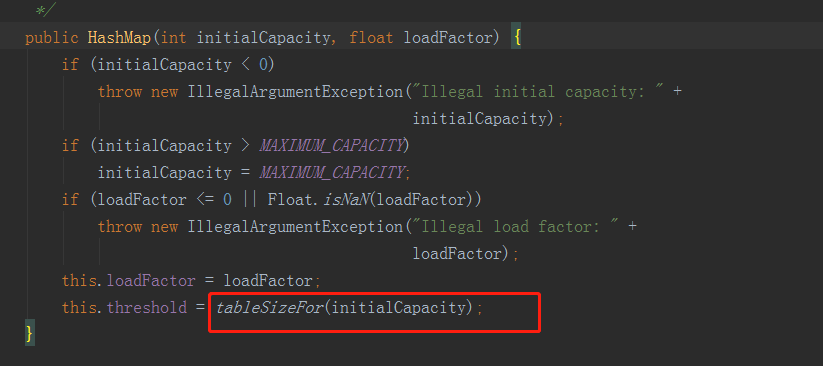 */
public HashMap(int initialCapacity, float loadFactor) {
if (initialCapacity < 0)
throw new IllegalArgumentException("Illegal initial capacity: " +
initialCapacity);
if (initialCapacity > MAXIMUM_CAPACITY)
initialCapacity = MAXIMUM_CAPACITY;
if (loadFactor <= 0 || Float.isNaN(loadFactor))
throw new IllegalArgumentException("Illegal load factor: " +
loadFactor);
this.loadFactor = loadFactor;
this.threshold = tableSizeFor(initialCapacity);
}